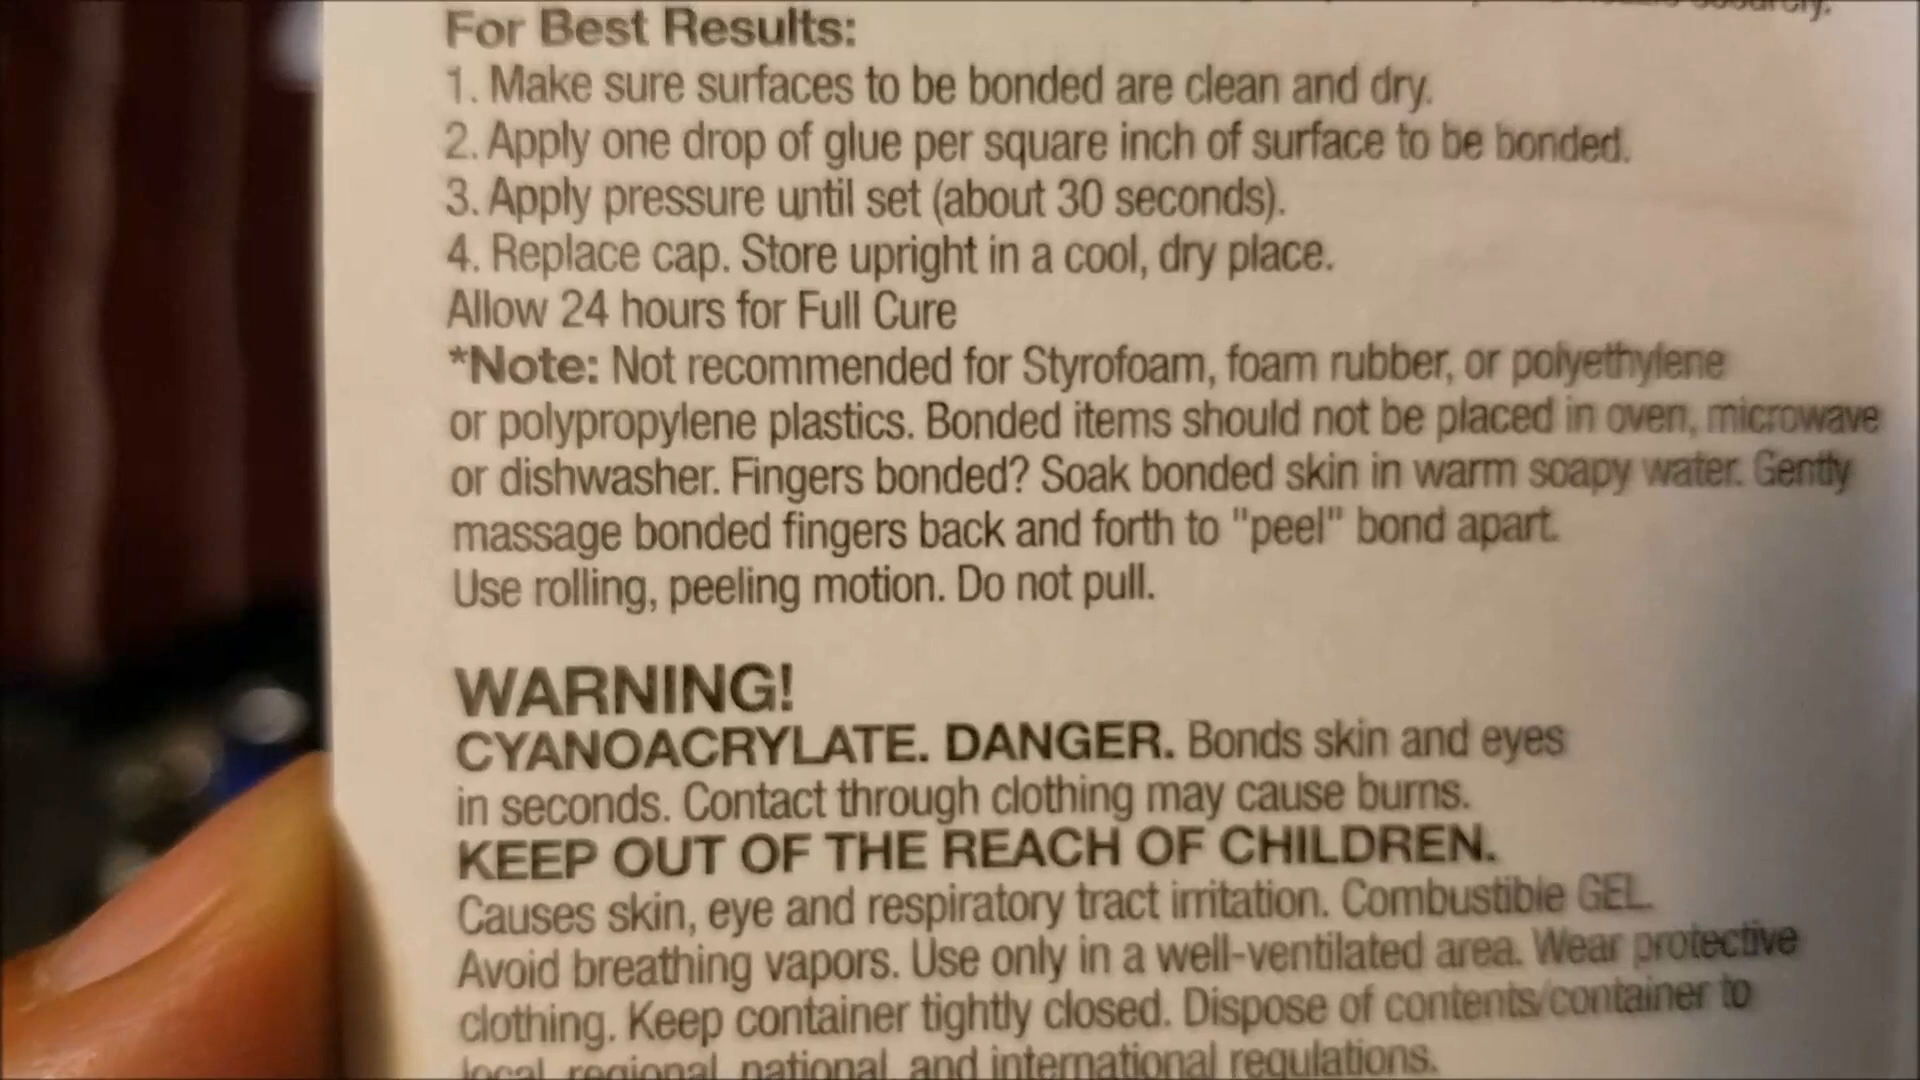 For Best Results:
1. Make sure surfaces to be bonded are clean and dry.
2. Apply one drop of glue per square inch of surface to be bonded.
3. Apply pressure until set (about 30 seconds).
4. Replace cap. Store upright in a cool, dry place.
Allow 24 hours for Full Cure
*Note: Not recommended for Styrofoam, foam rubber, or polyethylene
or polypropylene plastics. Bonded items should not be placed in oven, microwave
or dishwasher. Fingers bonded? Soak bonded skin in warm soapy water. Gently
massage bonded fingers back and forth to "peel" bond apart.
Use rolling, peeling motion. Do not pull.
WARNING!
CYANOACRYLATE. DANGER. Bonds skin and eyes
in seconds. Contact through clothing may cause burns.
KEEP OUT OF THE REACH OF CHILDREN.
Causes skin, eye and respiratory tract irritation. Combustible GEL.
Avoid breathing vapors. Use only in a well-ventilated area. Wear protective
clothing. Keep container tightly closed. Dispose of contents/container to
local, regional, national, and international regulations.